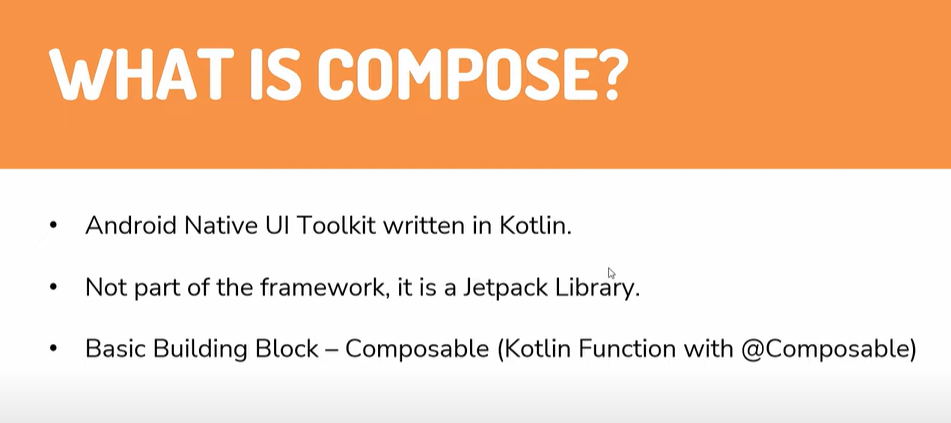 WHAT IS COMPOSE?
• Android Native UI Toolkit written in Kotlin.
• Not part of the framework, it is a Jetpack Library.
• Basic Building Block – Composable (Kotlin Function with @Composable)